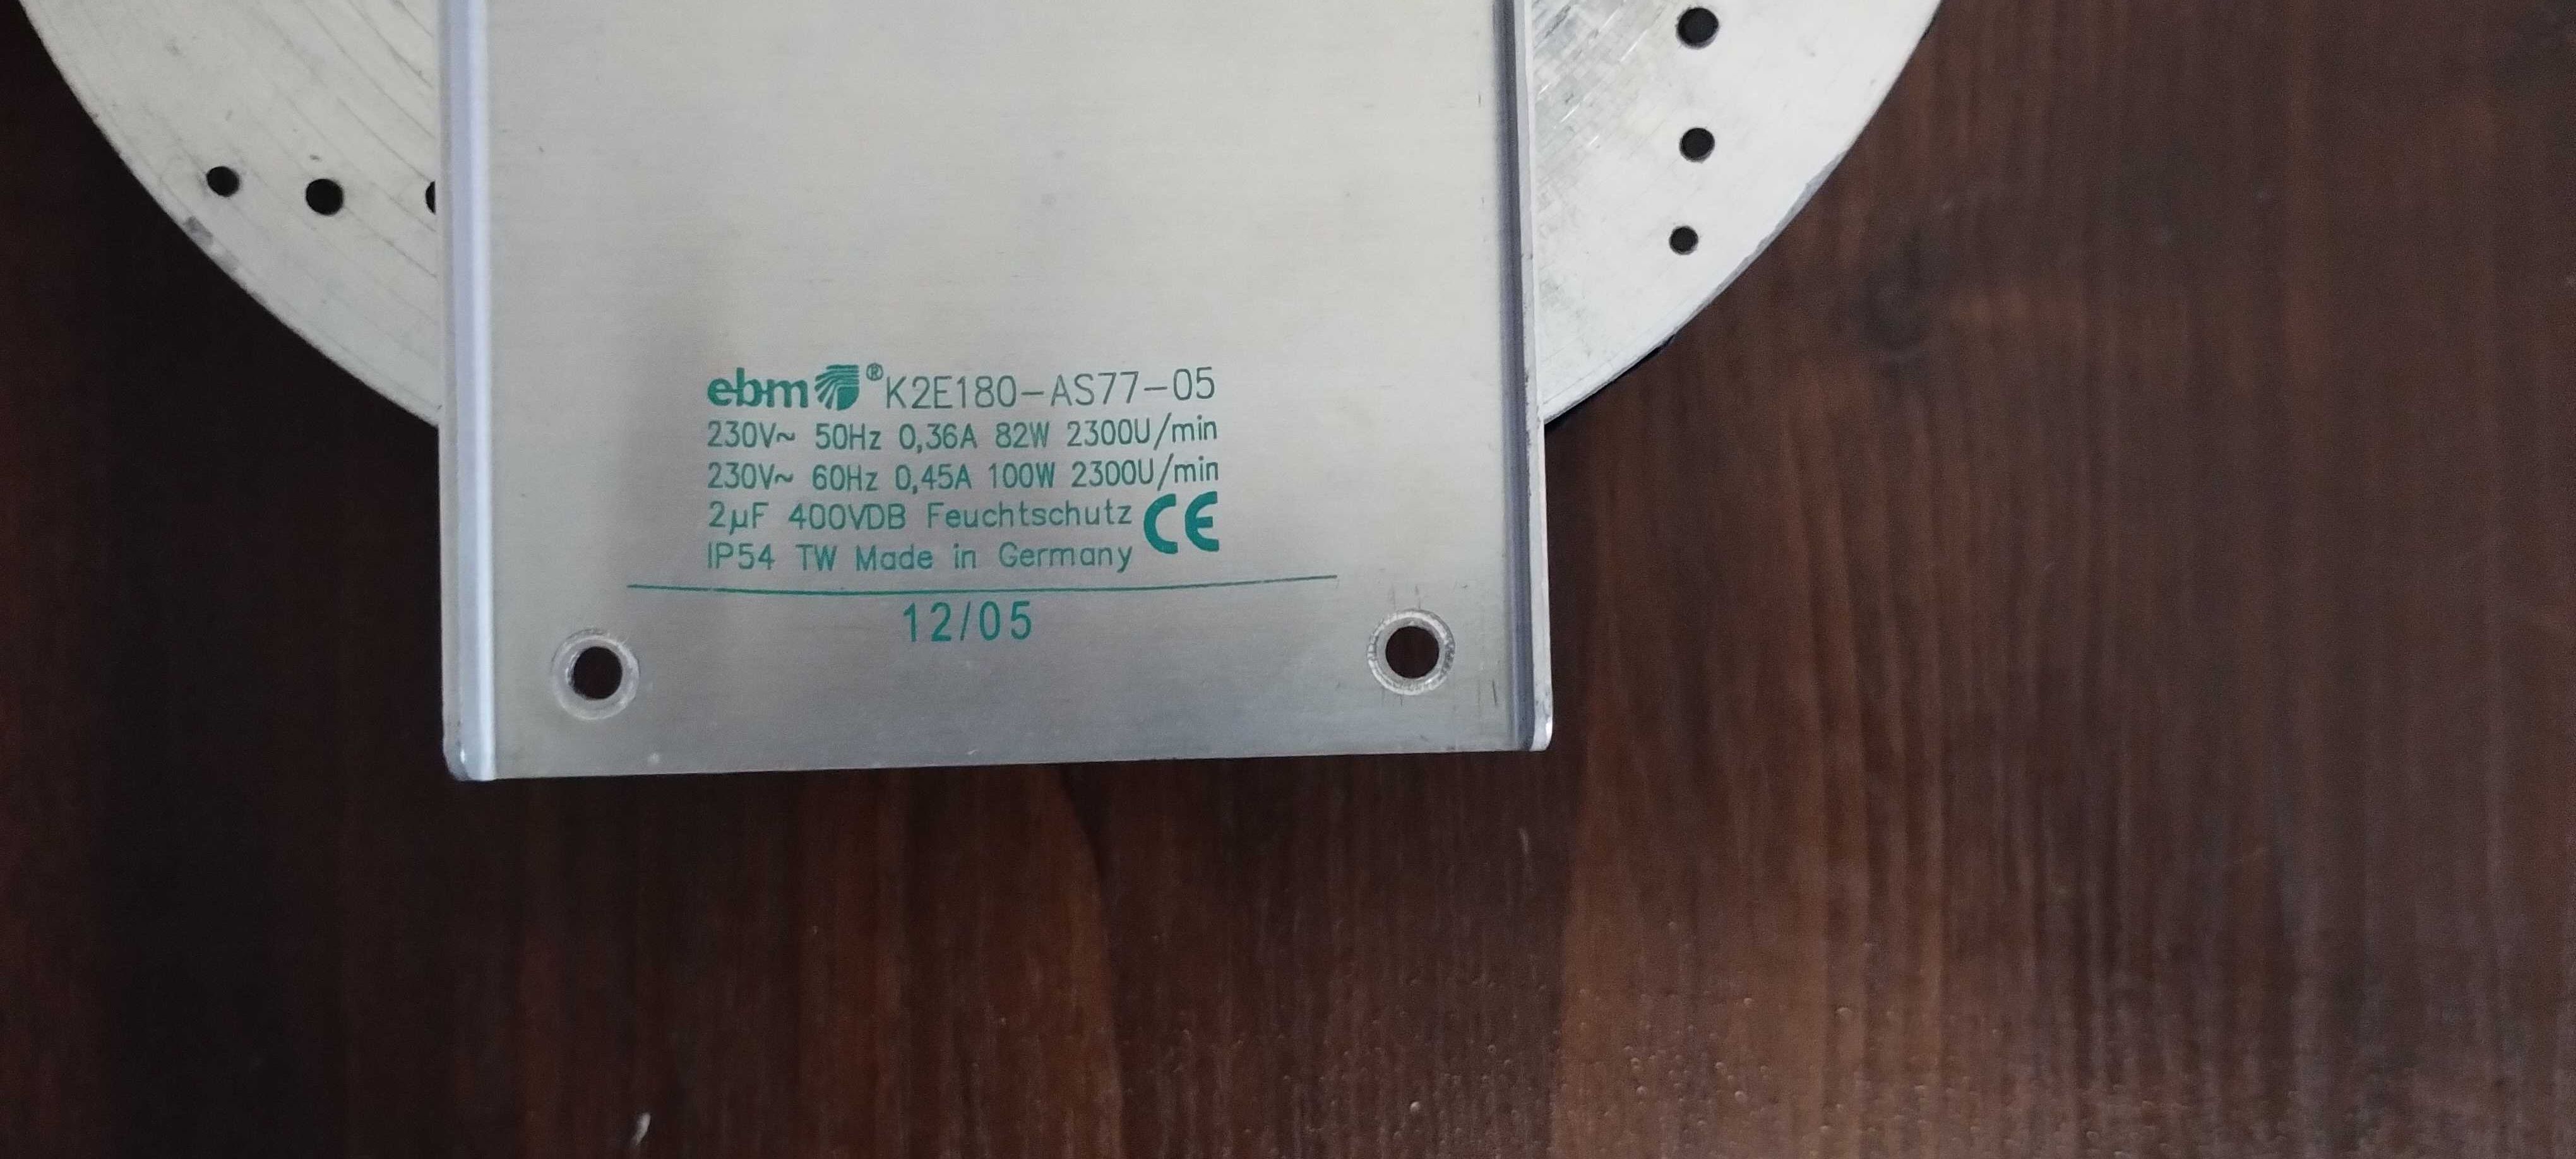 ebm® K2E180-AS77-05
230V~ 50Hz 0,36A 82W 2300U/min
230V~ 60Hz 0,45A 100W 2300U/min
2µF 400VDB Feuchtschutz CE
IP54 TW Made in Germany
12/05